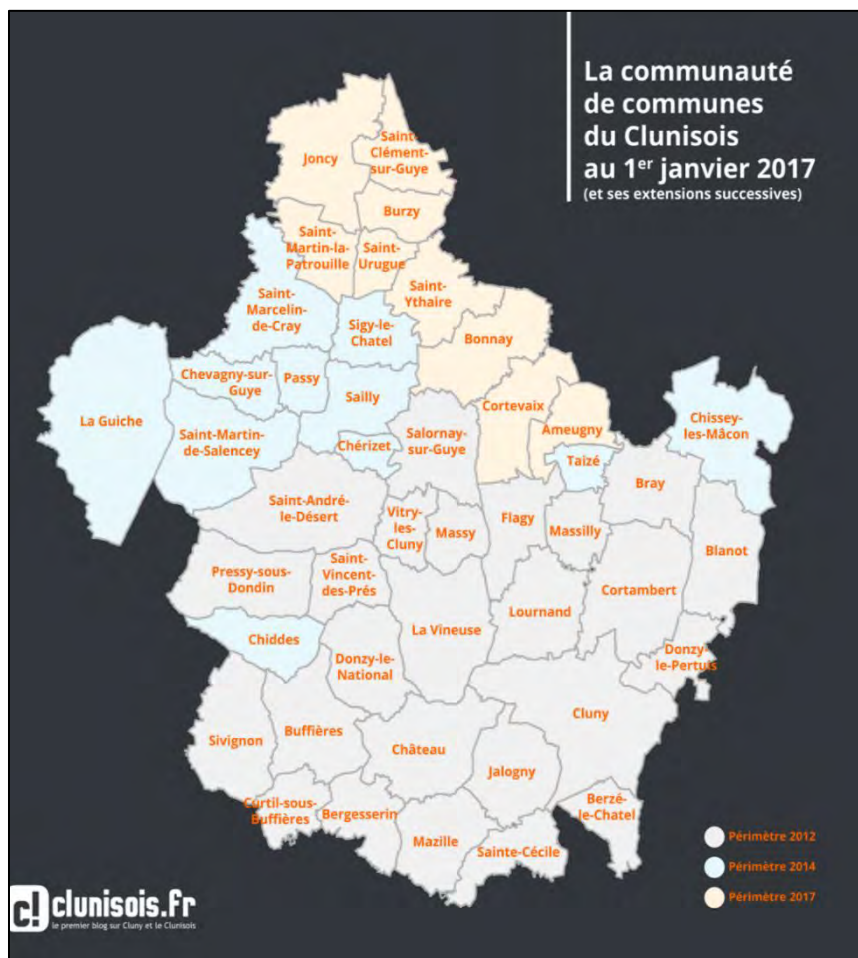 La communauté
de communes
du Clunisois
au 1er janvier 2017
(et ses extensions successives)
Joncy
Saint-
Clément-
sur-Guye
Burzy
Saint-
Martin-la-
Patrouille
Saint-
Urugue
Saint-
Ythaire
Saint-
Marcelin-
de-Cray
Sigy-le-
Chatel
Bonnay
Chevagny-sur-
Guye
Passy
Sailly
Cortevaix
La Guiche
Saint-Martin-
de-Salencey
Chérizet
Salornay-
sur-Guye
Ameugny
Taizé
Chissey-
les-Mâcon
Bray
Saint-André-
le-Désert
Vitry-
les-
Cluny
Massy
Flagy
Massilly
Blanot
Pressy-sous-
Dondin
Saint-
Vincent-
des-Prés
Lournand
Cortambert
La Vineuse
Chiddes
Donzy-le-
National
Donzy-
le-Pertuis
Cluny
Sivignon
Buffières
Château
Jalogny
Curtil-sous-
Buffières
Bergesserin
Berzé-
le-Chatel
Mazille
Sainte-Cécile
Périmètre 2012
Périmètre 2014
Périmètre 2017
c! clunisois.fr
le premier blog sur Cluny et le Clunisois